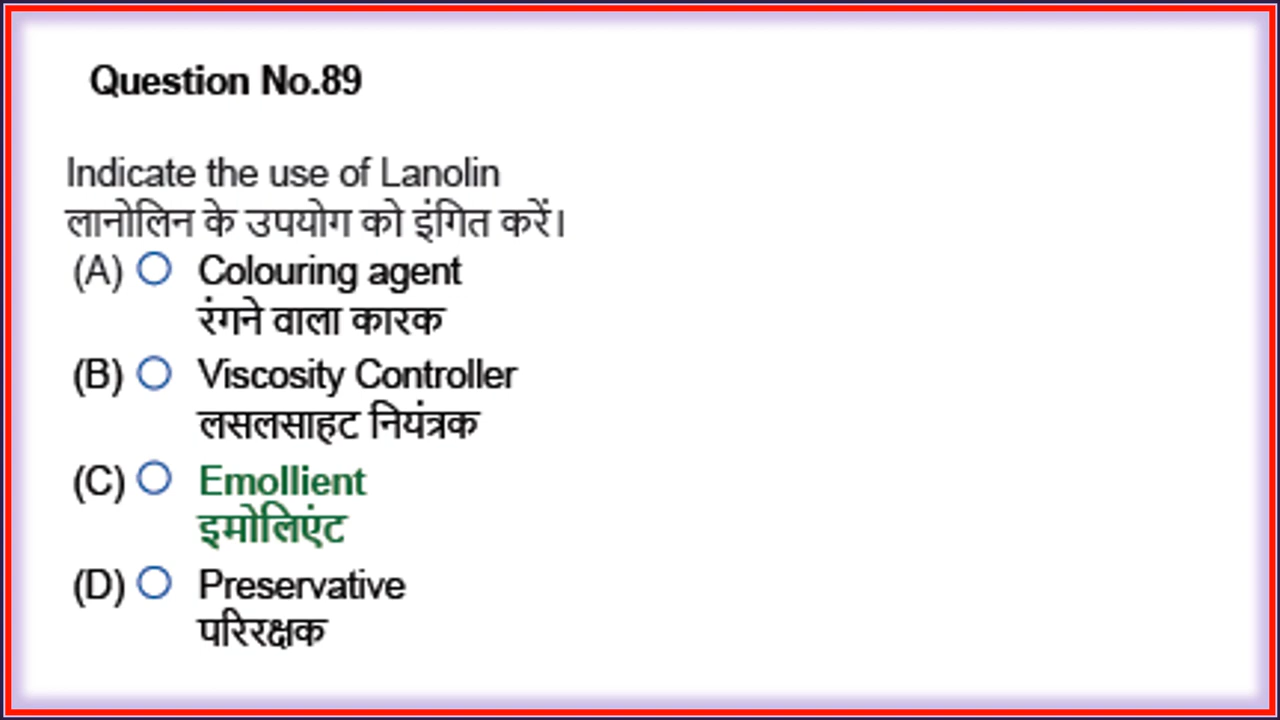 Question No.89
Indicate the use of Lanolin
लानोलिन के उपयोग को इंगित करें।
(A) Colouring agent
रंगने वाला कारक
(B) Viscosity Controller
लसलसाहट नियंत्रक
(C) Emollient
इमोलिएंट
(D) Preservative
परिरक्षक